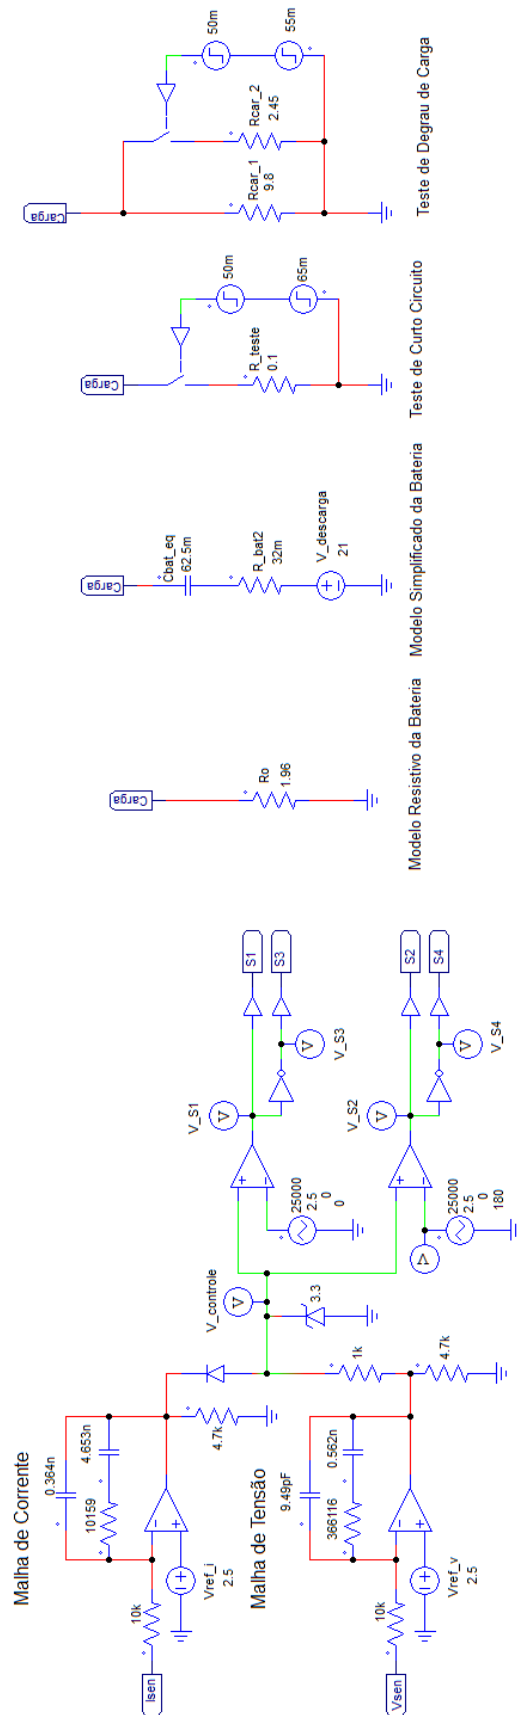 Malha de Corrente
0.364n
4.653n
10159
10k
Isen
Vref_i
2.5
4.7k
Malha de Tensão
9.49pF
0.562n
366116
10k
Vsen
Vref_v
2.5
4.7k
1k
3.3
V_controle
V
V_S1
V
25000
2.5
0
0
V
V_S3
S1
S3
V_S2
V
V
25000
2.5
0
180
V
V_S4
S2
S4
Carga
Ro
1.96
Modelo Resistivo da Bateria
Carga
Cbat_eq
62.5m
R_bat2
32m
V_descarga
21
Modelo Simplificado da Bateria
Carga
R_teste
0.1
50m
65m
Teste de Curto Circuito
Carga
Rcar_1
9.8
Rcar_2
2.45
50m
55m
Teste de Degrau de Carga